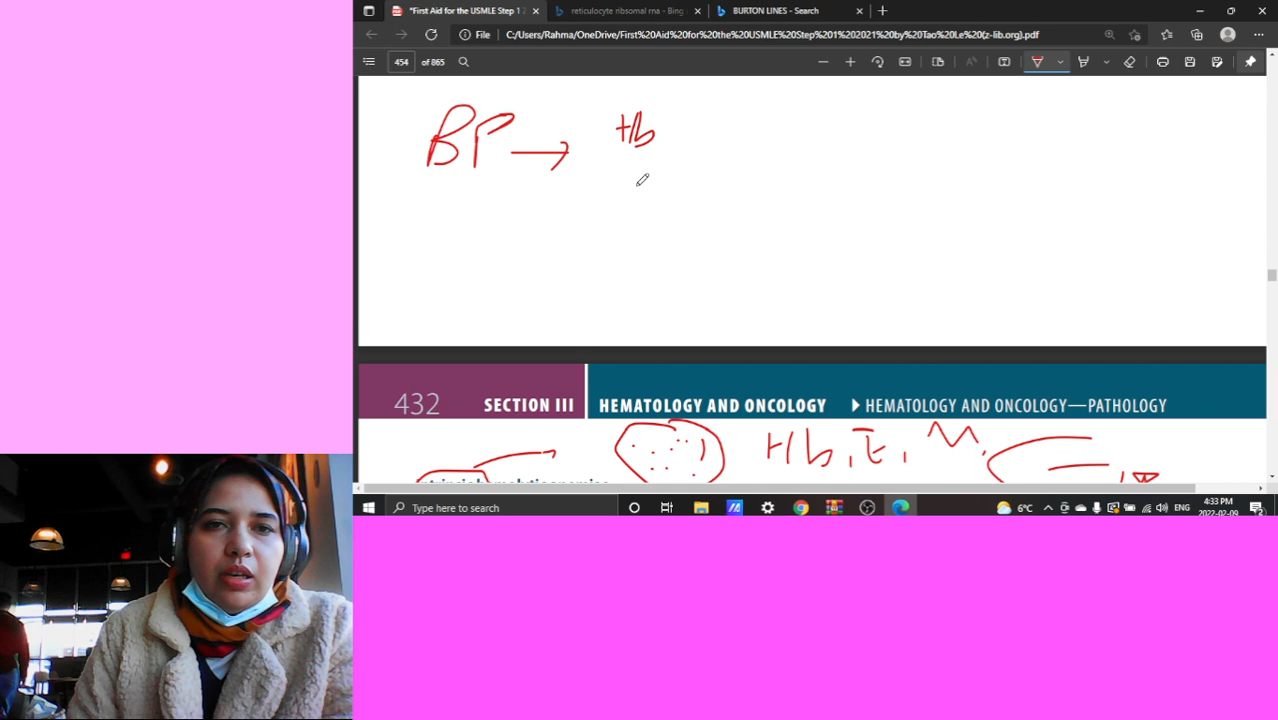 "First Aid for the USMLE Step 1 2
reticulocyte ribsomal rna - Bing
BURTON LINES - Search
File
C:/Users/Rahma/OneDrive/First%20Aid%20for%20the%20USMLE%20Step%201%202021%20by%20Tao%20Le%20(z-lib.org).pdf
454 of 865
BP → Hb
432 SECTION III HEMATOLOGY AND ONCOLOGY ▶ HEMATOLOGY AND ONCOLOGY—PATHOLOGY
Hb, E,
Type here to search
6°C
ENG
4:33 PM
2022-02-09